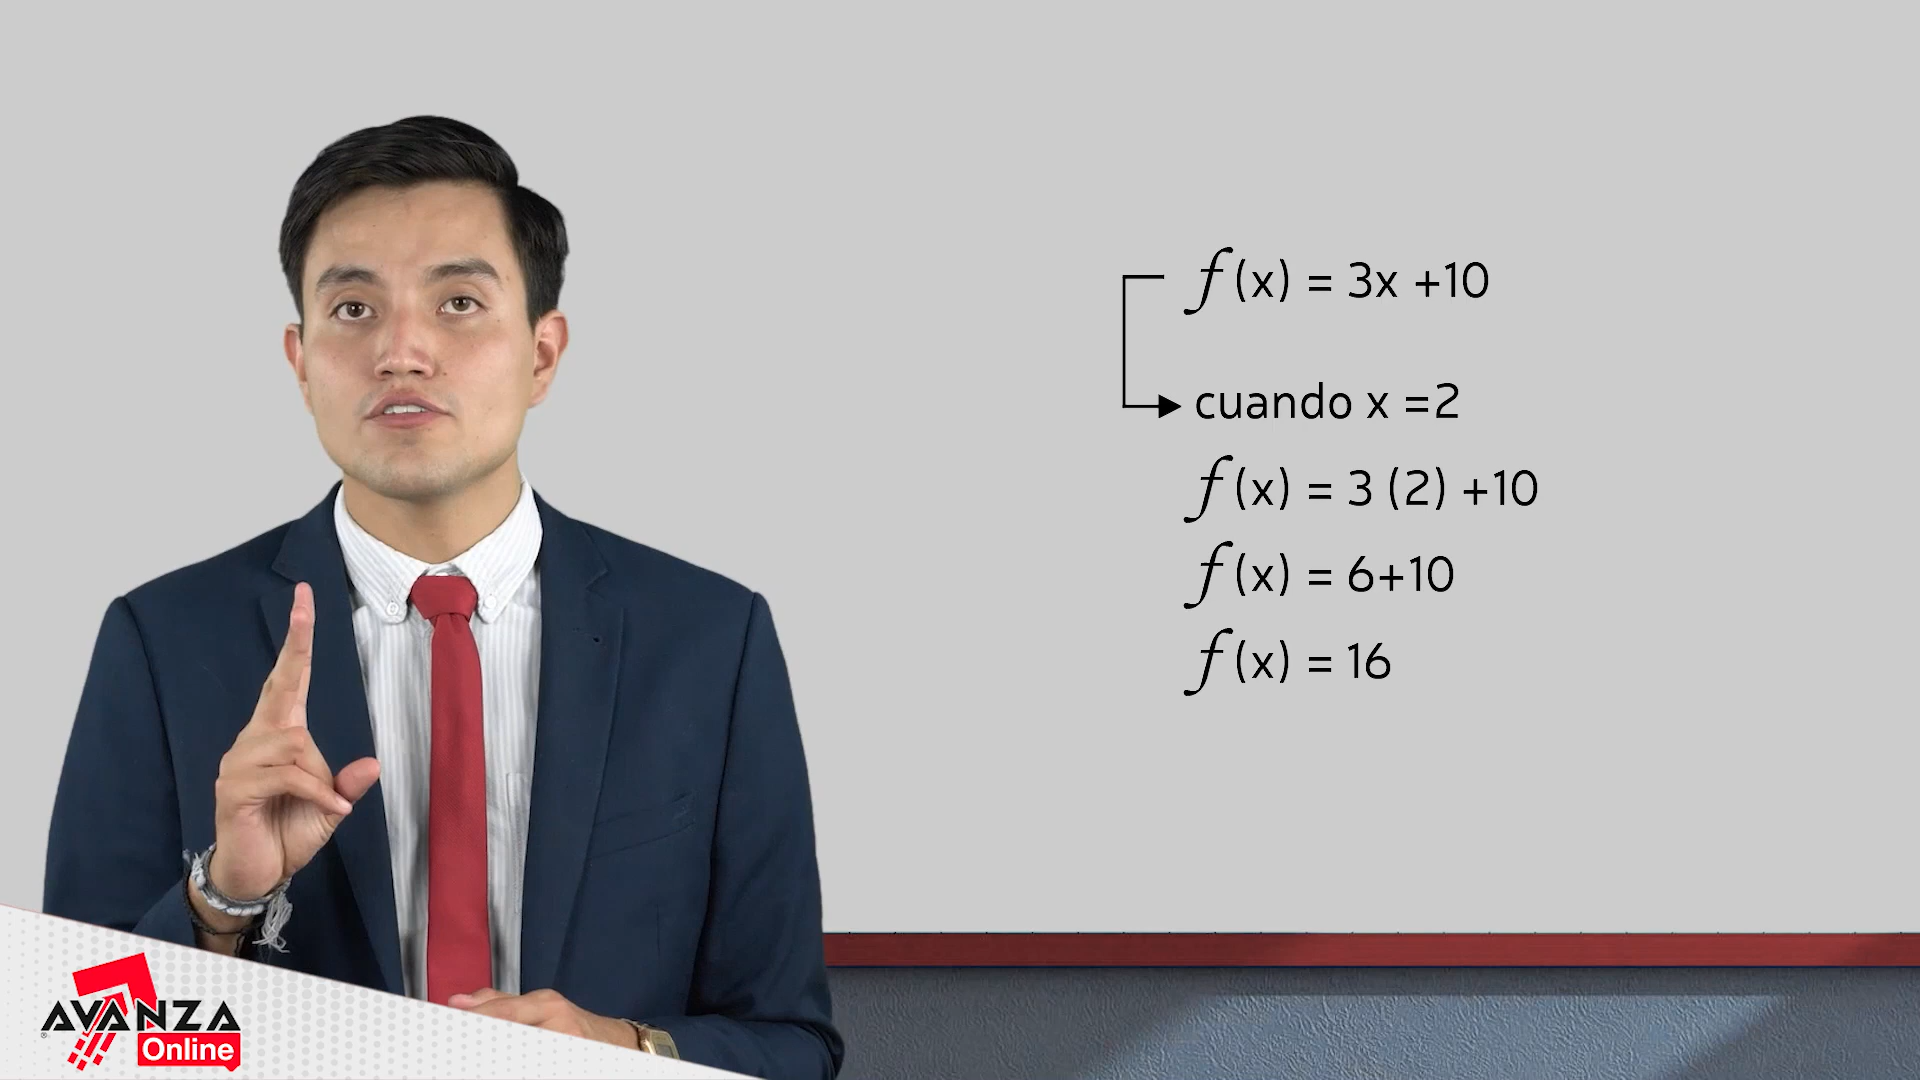 f(x) = 3x +10
cuando x =2
f(x) = 3 (2) +10
f(x) = 6+10
f(x) = 16
AVANZA
Online